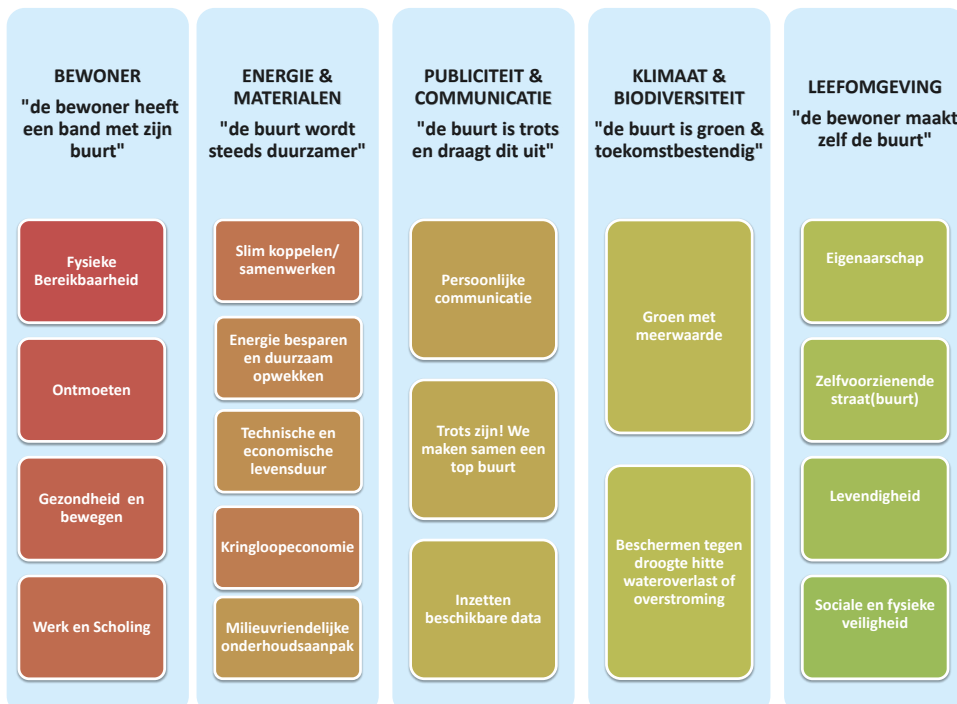 BEWONER
"de bewoner heeft
een band met zijn
buurt"
Fysieke
Bereikbaarheid
Ontmoeten
Gezondheid en
bewegen
Werk en Scholing
ENERGIE &
MATERIALEN
"de buurt wordt
steeds duurzamer"
Slim koppelen/
samenwerken
Energie besparen
en duurzaam
opwekken
Technische en
economische
levensduur
Kringloopeconomie
Milieuvriendelijke
onderhoudsaanpak
PUBLICITEIT &
COMMUNICATIE
"de buurt is trots
en draagt dit uit"
Persoonlijke
communicatie
Trots zijn! We
maken samen een
top buurt
Inzetten
beschikbare data
KLIMAAT &
BIODIVERSITEIT
"de buurt is groen &
toekomstbestendig"
Groen met
meerwaarde
Beschermen tegen
droogte hitte
wateroverlast of
overstroming
LEEFOMGEVING
"de bewoner maakt
zelf de buurt"
Eigenaarschap
Zelfvoorzienende
straat(buurt)
Levendigheid
Sociale en fysieke
veiligheid